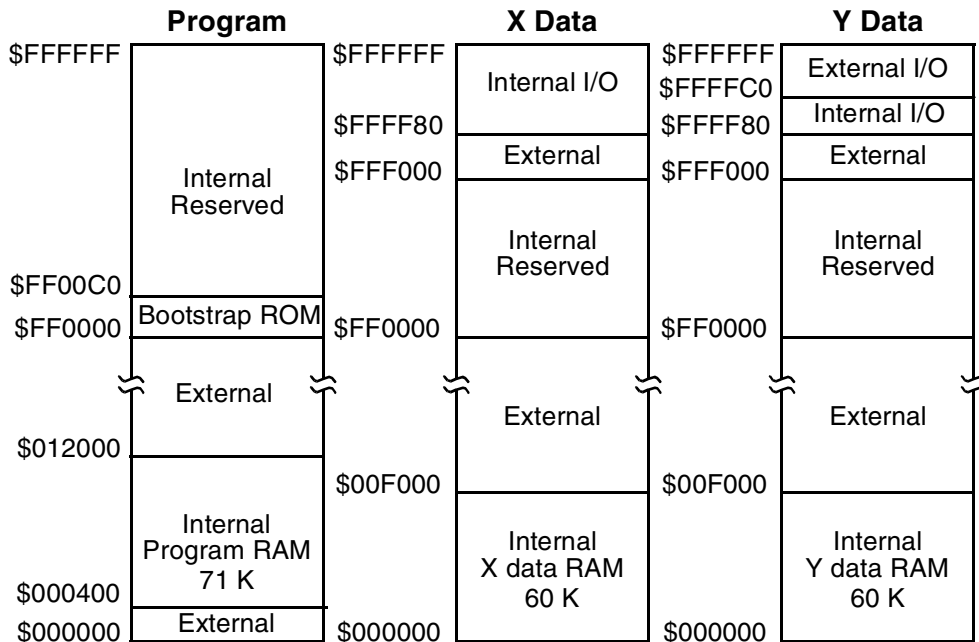 Program
$FFFFFF
Internal
Reserved
$FF00C0
Bootstrap ROM
$FF0000
External
$012000
Internal
Program RAM
71 K
$000400
External
$000000
X Data
$FFFFFF
Internal I/O
$FFFF80
External
$FFF000
Internal
Reserved
$FF0000
External
$00F000
Internal
X data RAM
60 K
$000000
Y Data
$FFFFFF
External I/O
$FFFFC0
Internal I/O
$FFFF80
External
$FFF000
Internal
Reserved
$FF0000
External
$00F000
Internal
Y data RAM
60 K
$000000